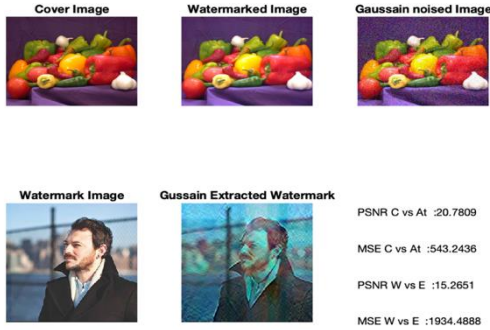 Cover Image
Watermarked Image
Gaussain noised Image
Watermark Image
Gussain Extracted Watermark
PSNR C vs At :20.7809
MSE C vs At :543.2436
PSNR W vs E :15.2651
MSE W vs E :1934.4888